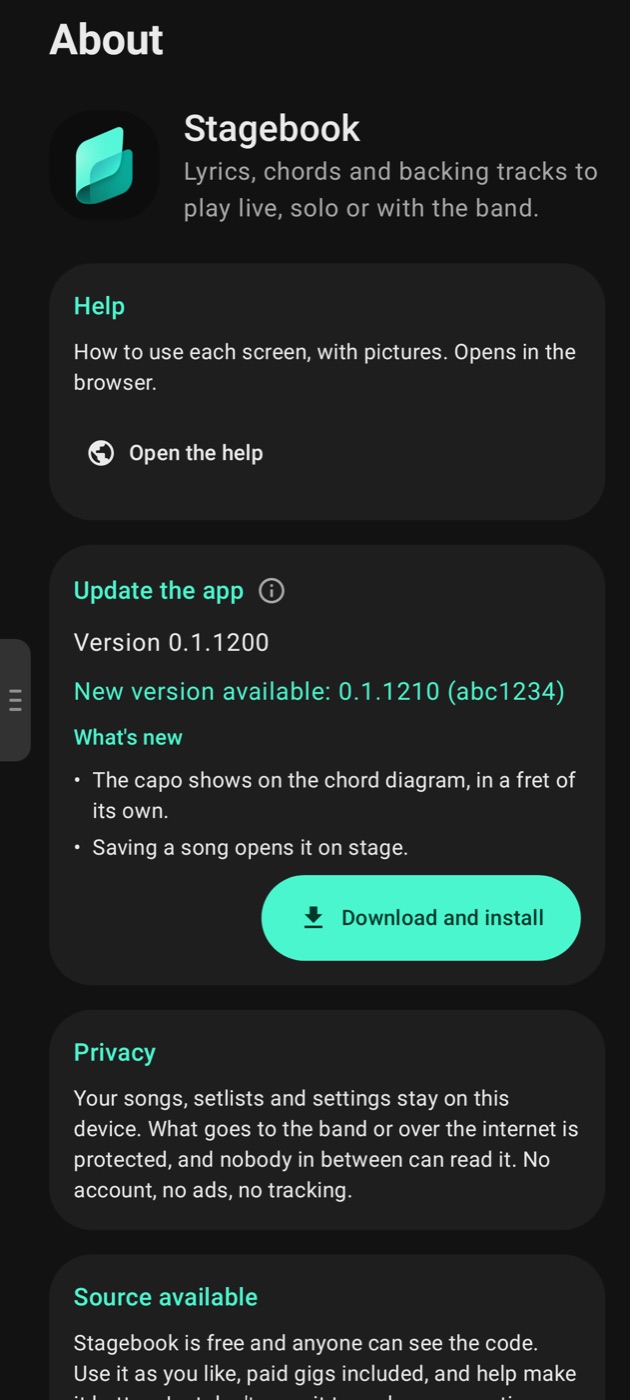 About
Stagebook
Lyrics, chords and backing tracks to
play live, solo or with the band.
Help
How to use each screen, with pictures. Opens in the
browser.
Open the help
Update the app
Version 0.1.1200
New version available: 0.1.1210 (abc1234)
What's new
• The capo shows on the chord diagram, in a fret of
its own.
• Saving a song opens it on stage.
Download and install
Privacy
Your songs, setlists and settings stay on this
device. What goes to the band or over the internet is
protected, and nobody in between can read it. No
account, no ads, no tracking.
Source available
Stagebook is free and anyone can see the code.
Use it as you like, paid gigs included, and help make